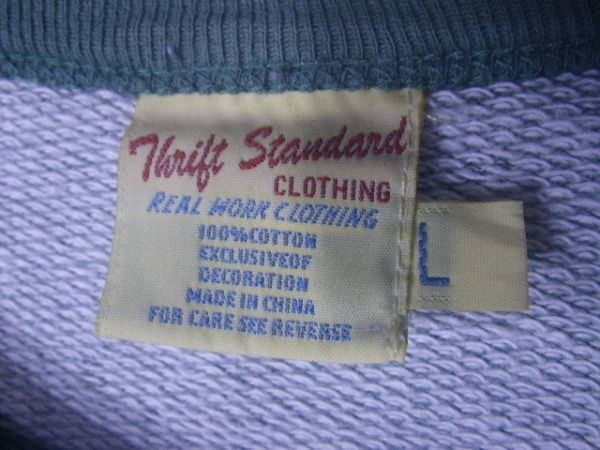 Thrift Standard
CLOTHING
REAL WORK CLOTHING
100%COTTON
EXCLUSIVEOF
DECORATION
MADE IN CHINA
FOR CARE SEE REVERSE
L